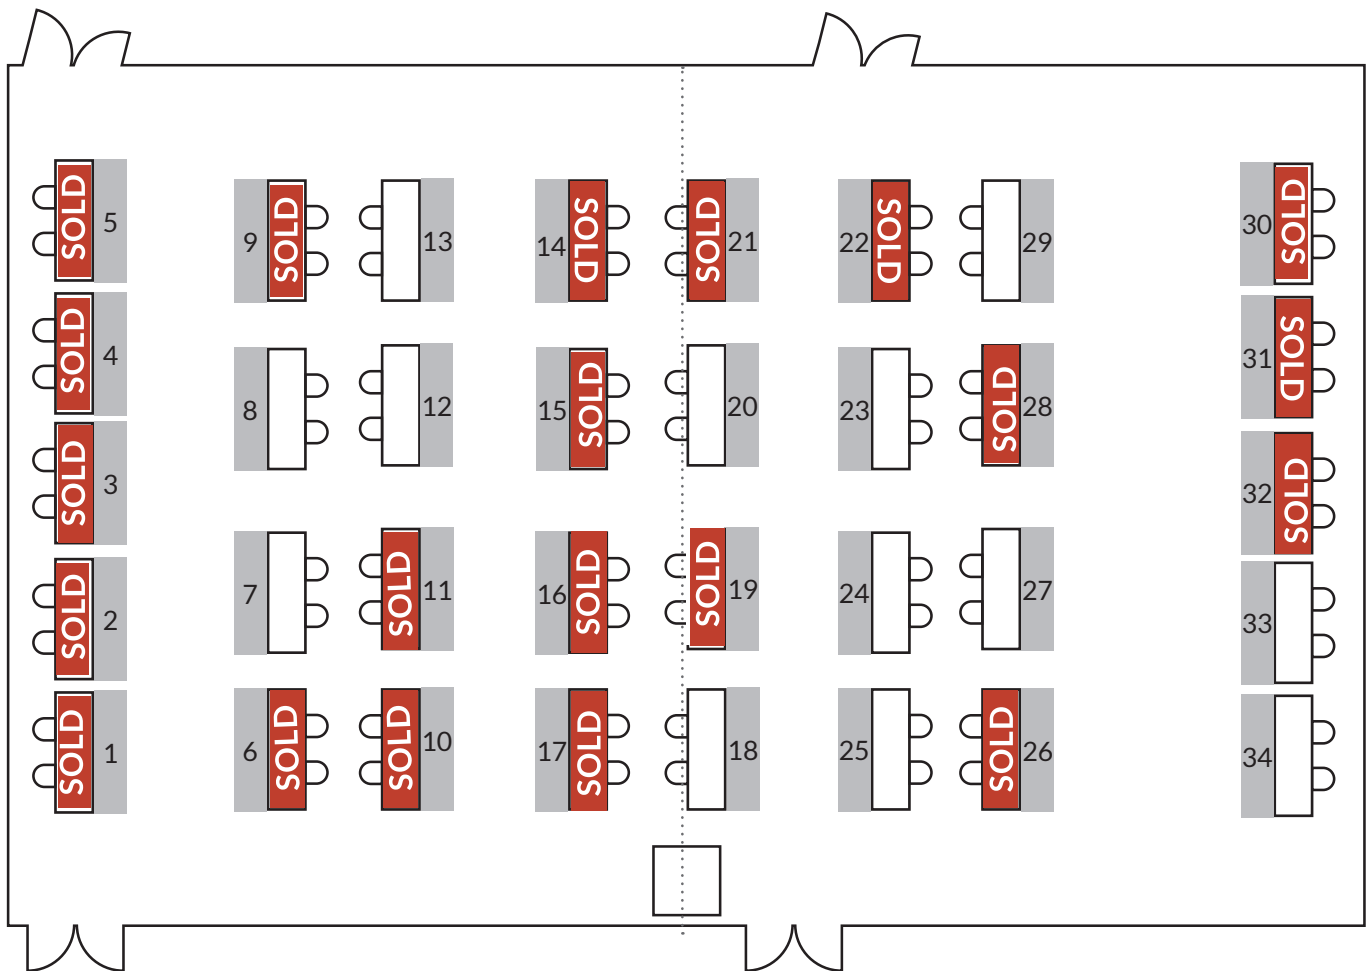 SOLD 5
9 SOLD
13
14 SOLD
SOLD 21
22 SOLD
29
30 SOLD
SOLD 4
8
12
15 SOLD
20
23
SOLD 28
31 SOLD
SOLD 3
32 SOLD
SOLD 2
7
SOLD 11
16 SOLD
SOLD 19
24
27
33
SOLD 1
6 SOLD
SOLD 10
17 SOLD
18
25
SOLD 26
34